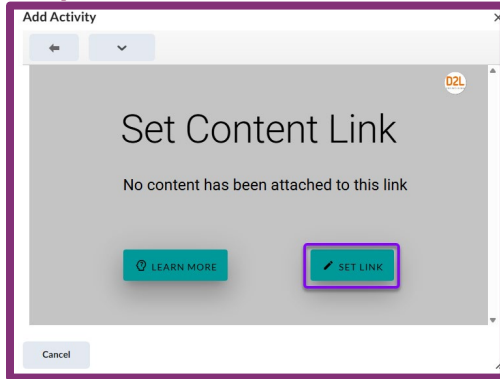 Add Activity
D2L
Set Content Link
No content has been attached to this link
LEARN MORE
SET LINK
Cancel